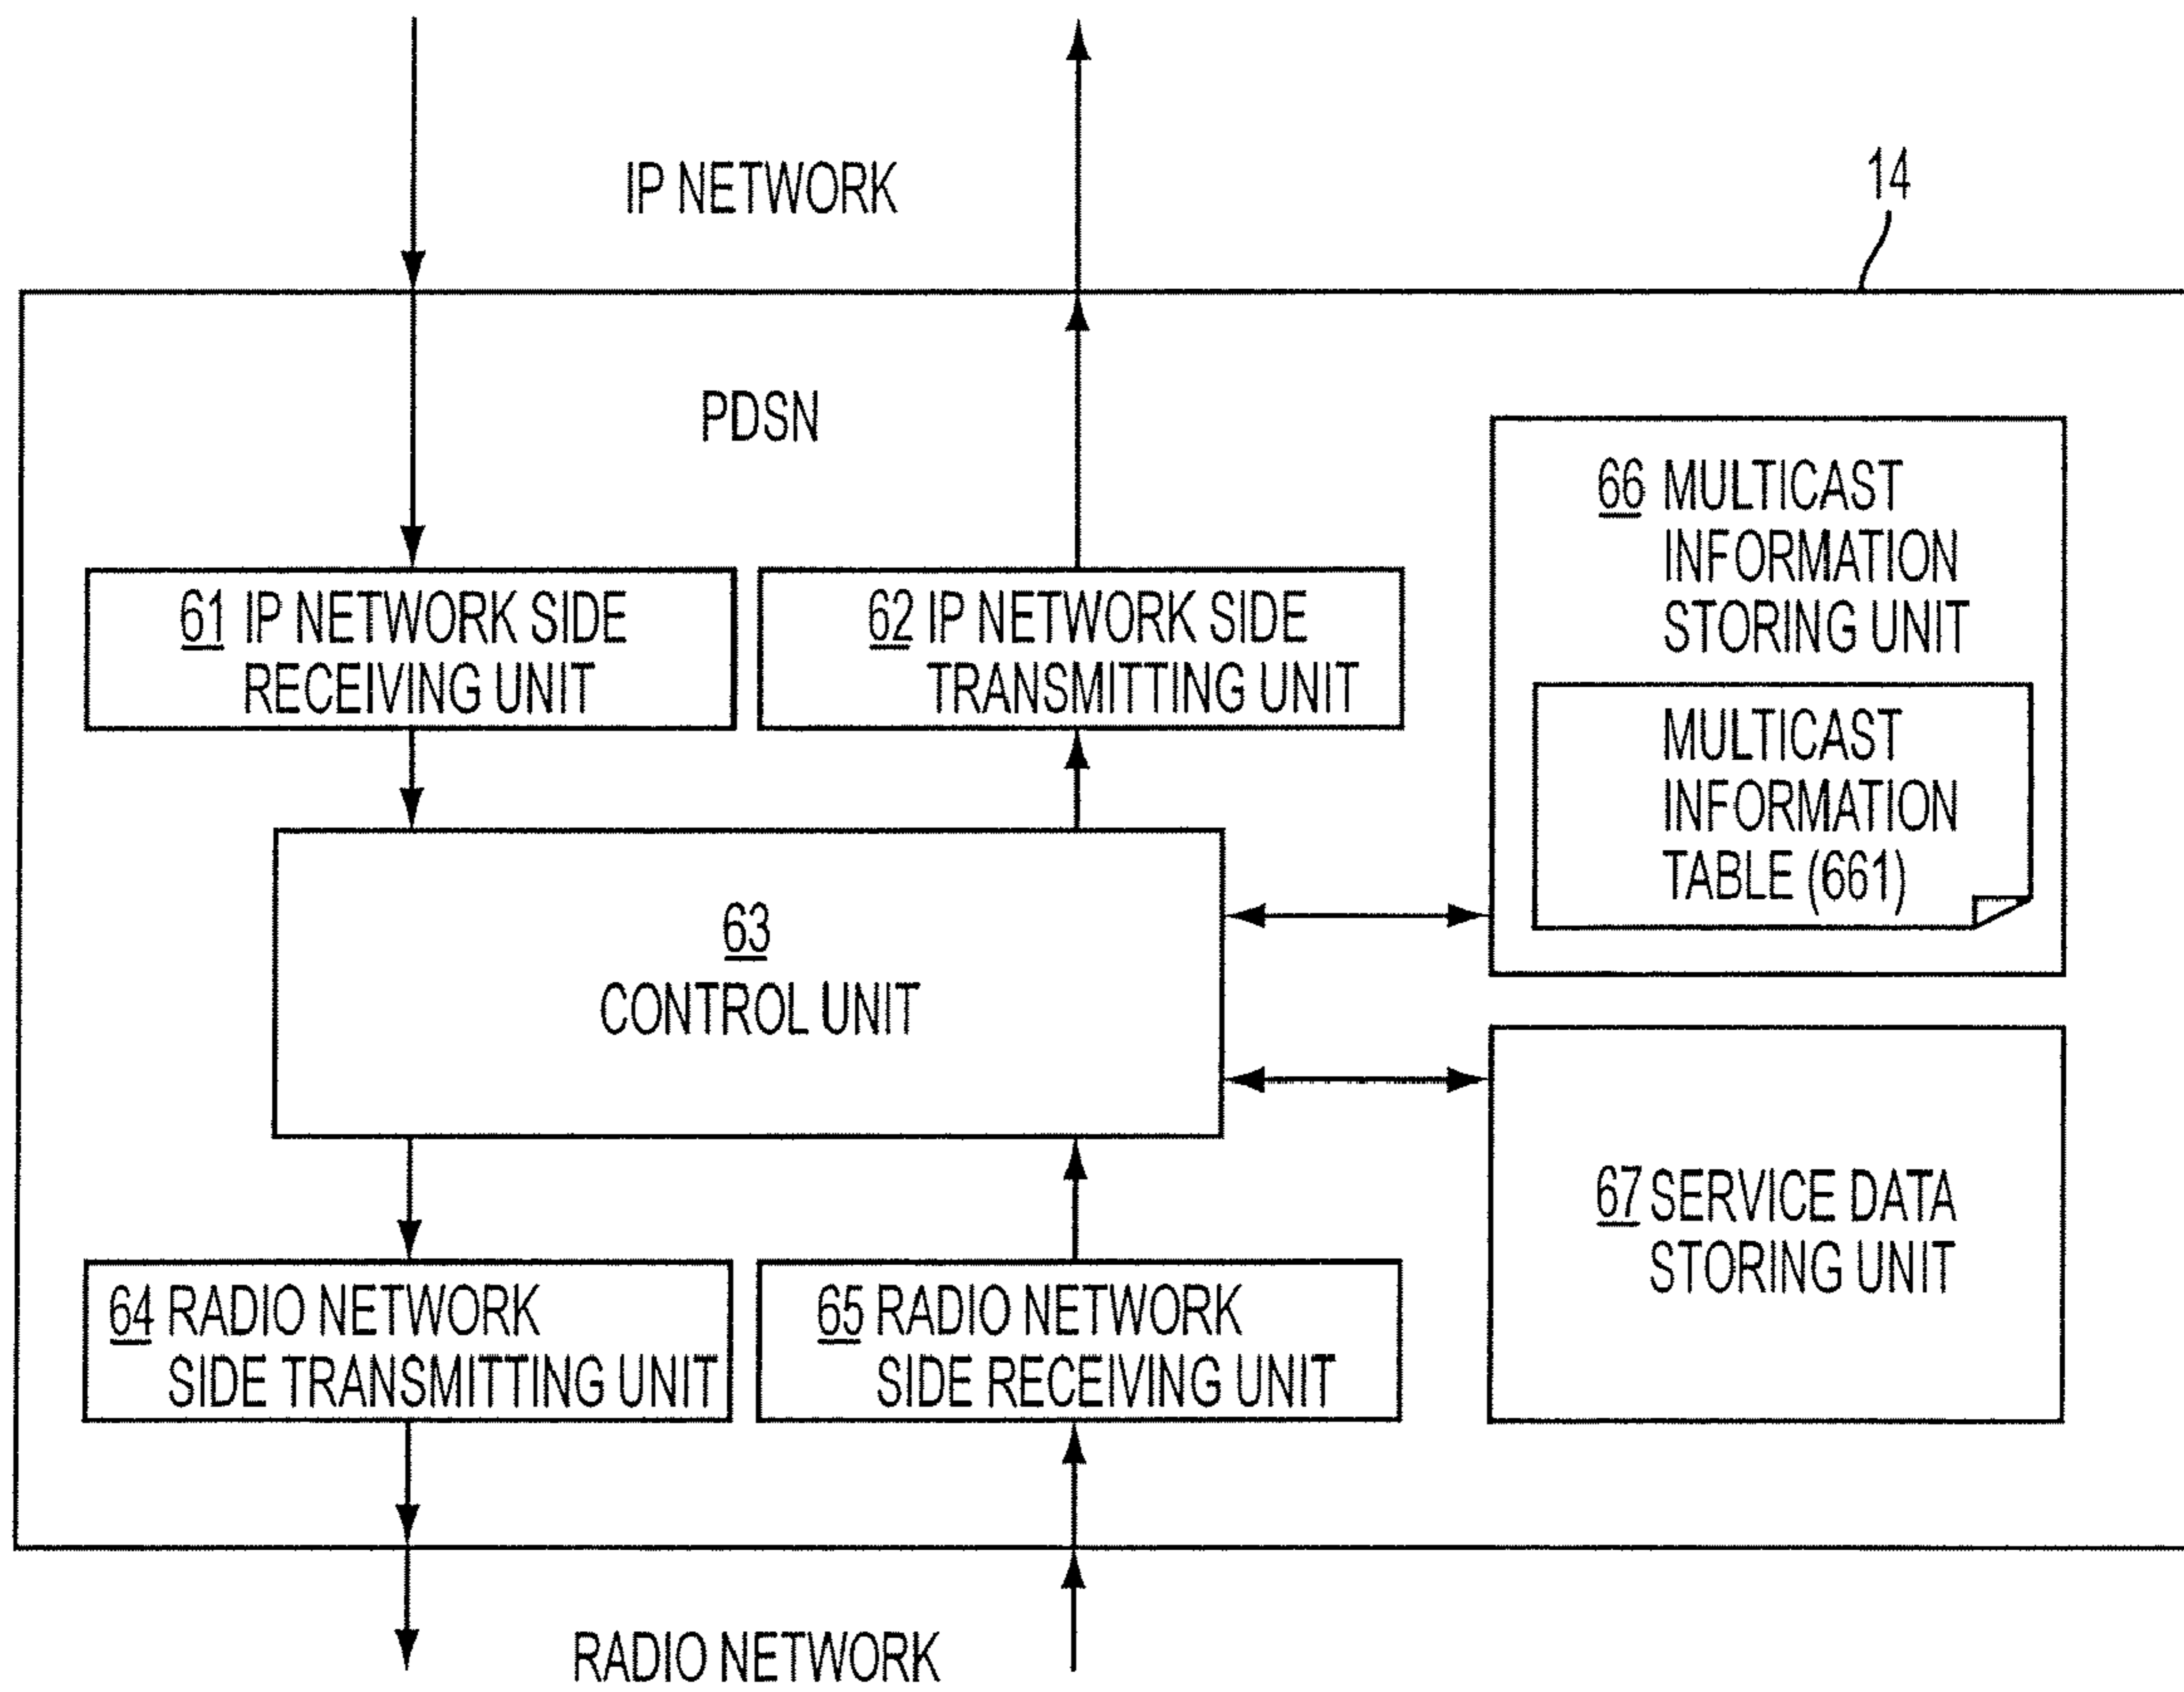 IP NETWORK
14
PDSN
61 IP NETWORK SIDE
RECEIVING UNIT
62 IP NETWORK SIDE
TRANSMITTING UNIT
66 MULTICAST
INFORMATION
STORING UNIT
MULTICAST
INFORMATION
TABLE (661)
63
CONTROL UNIT
67 SERVICE DATA
STORING UNIT
64 RADIO NETWORK
SIDE TRANSMITTING UNIT
65 RADIO NETWORK
SIDE RECEIVING UNIT
RADIO NETWORK